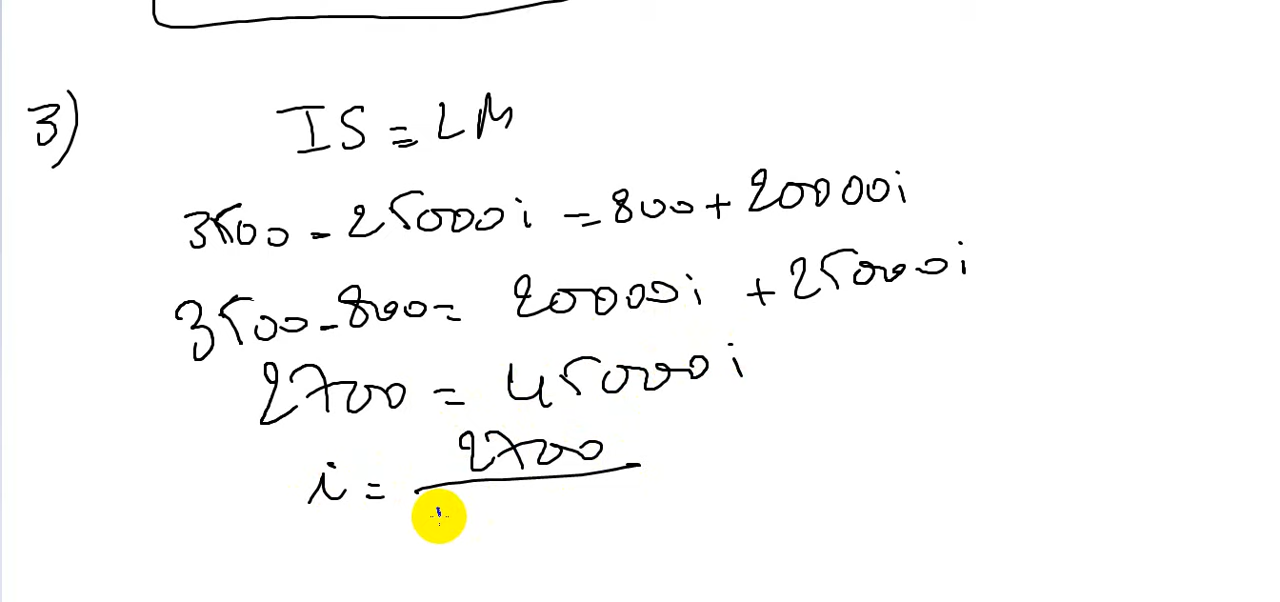 3) IS = LM
3500 - 25000i = 800 + 20000i
3500 - 800 = 20000i + 25000i
2700 = 45000i
i = 2700